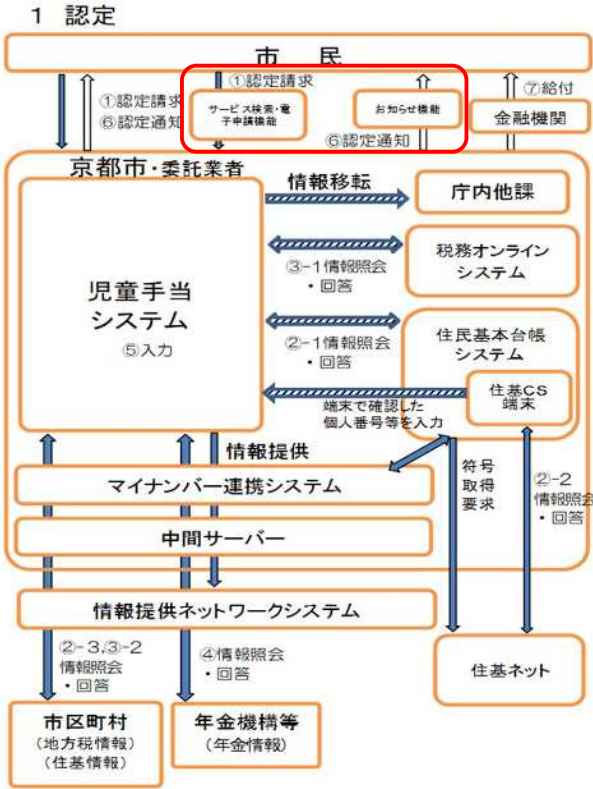 1 認定
市 民
①認定請求
⑥認定通知
①認定請求
サービス検索・電
子申請機能
お知らせ機能
⑥認定通知
⑦給付
金融機関
京都市・委託業者
児童手当
システム
⑤入力
情報移転
庁内他課
③-1情報照会
・回答
税務オンライン
システム
②-1情報照会
・回答
住民基本台帳
システム
住基CS
端末
端末で確認した
個人番号等を入力
情報提供
マイナンバー連携システム
符号
取得
要求
②-2
情報照会
・回答
中間サーバー
情報提供ネットワークシステム
②-3,③-2
情報照会
・回答
④情報照会
・回答
住基ネット
市区町村
(地方税情報)
(住基情報)
年金機構等
(年金情報)